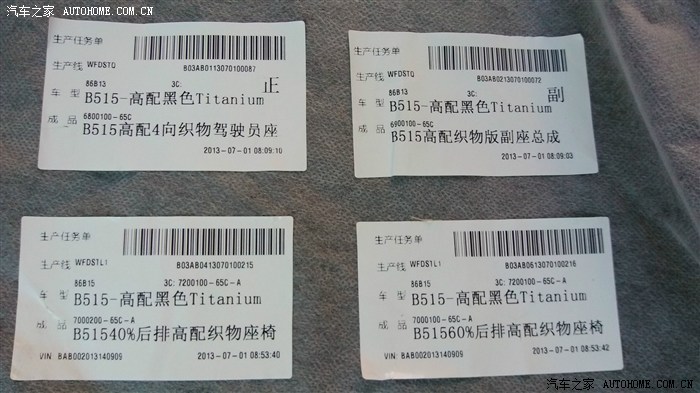 汽车之家 AUTOHOME.COM.CN
生产任务单
生产线 WFDSTQ B03AB0113070100087
86B13 3C: 正
车 型 B515-高配黑色Titanium
6800100-65C
成 品 B515高配4向织物驾驶员座
2013-07-01 08:09:10
生产任务单
生产线 WFDSTQ B03AB0213070100072
86B13 3C: 副
车 型 B515-高配黑色Titanium
6900100-65C
成 品 B515高配织物版副座总成
2013-07-01 08:09:03
生产任务单
生产线 WFDSTL1 B03AB0413070100215
86B15 3C: 7200100-65C-A
车 型 B515-高配黑色Titanium
7000200-65C-A
成 品 B51540%后排高配织物座椅
VIN: BAB002013140909 2013-07-01 08:53:40
生产任务单
生产线 WFDSTL1 B03AB0613070100216
86B15 3C: 7200100-65C-A
车 型 B515-高配黑色Titanium
7000100-65C-A
成 品 B51560%后排高配织物座椅
VIN: BAB002013140909 2013-07-01 08:53:42
汽车之家 AUTOHOME.COM.CN